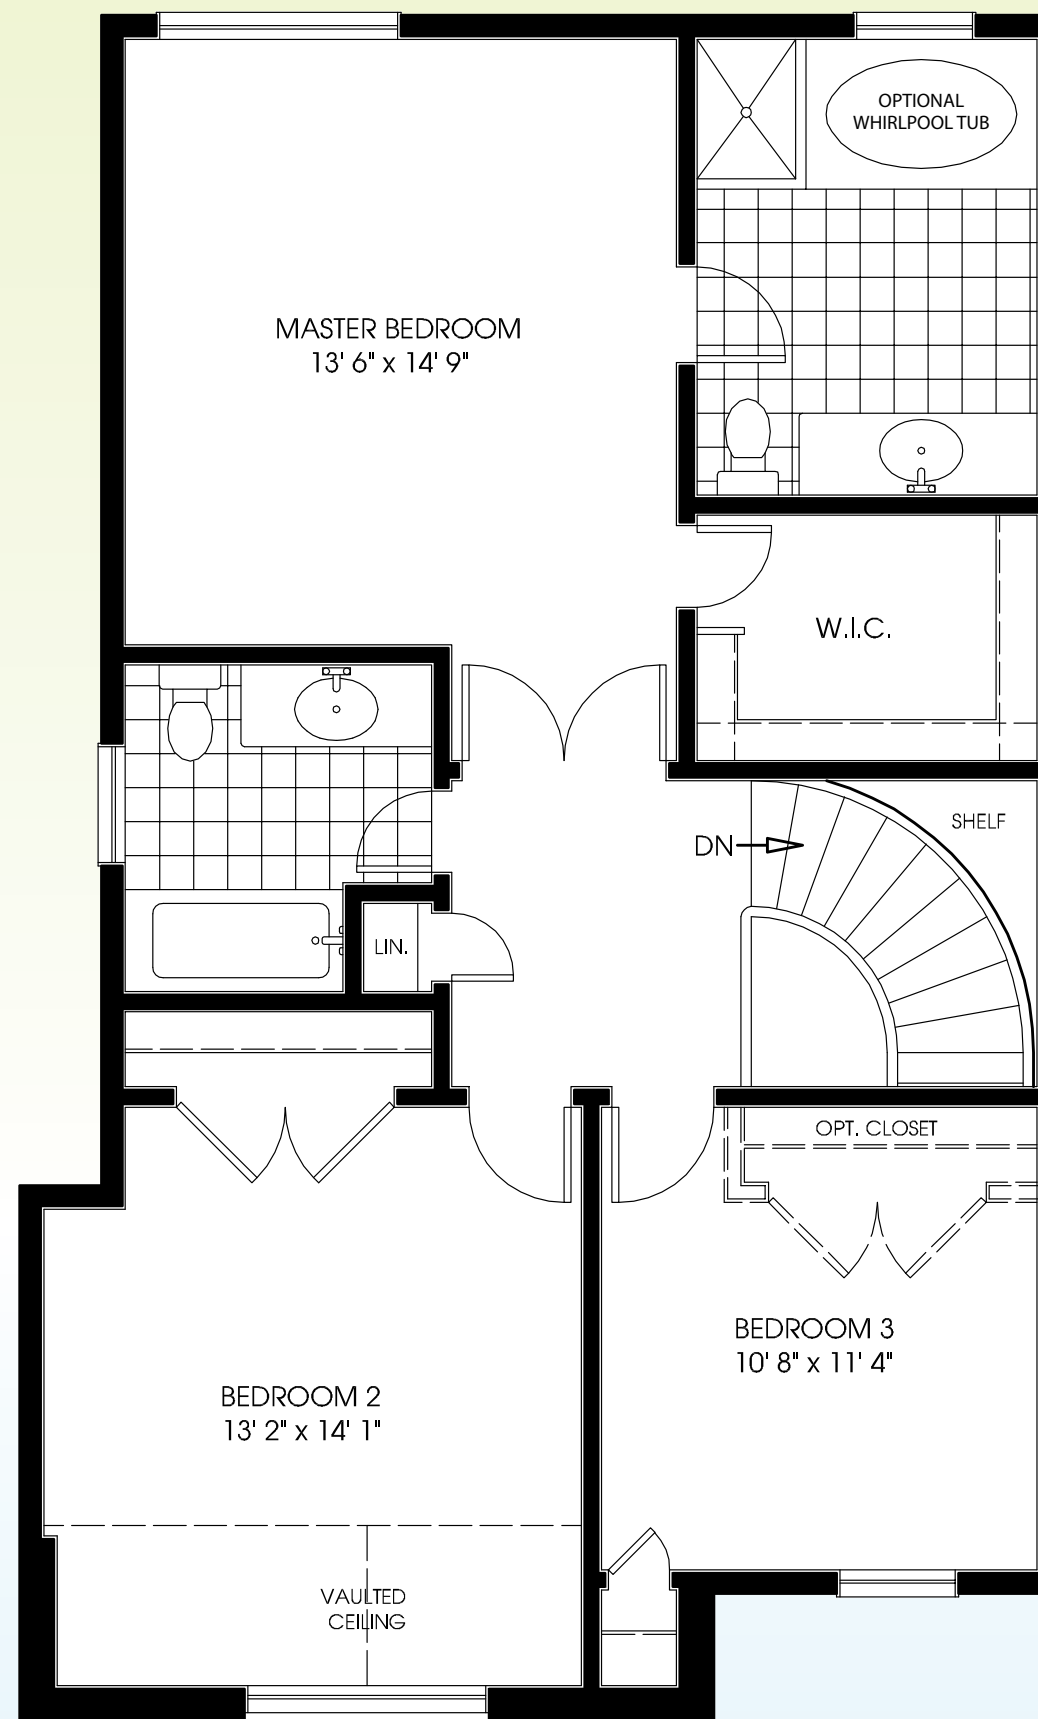 OPTIONAL
WHIRLPOOL TUB
MASTER BEDROOM
13' 6" x 14' 9"
W.I.C.
SHELF
DN
LIN.
OPT. CLOSET
BEDROOM 3
10' 8" x 11' 4"
BEDROOM 2
13' 2" x 14' 1"
VAULTED
CEILING